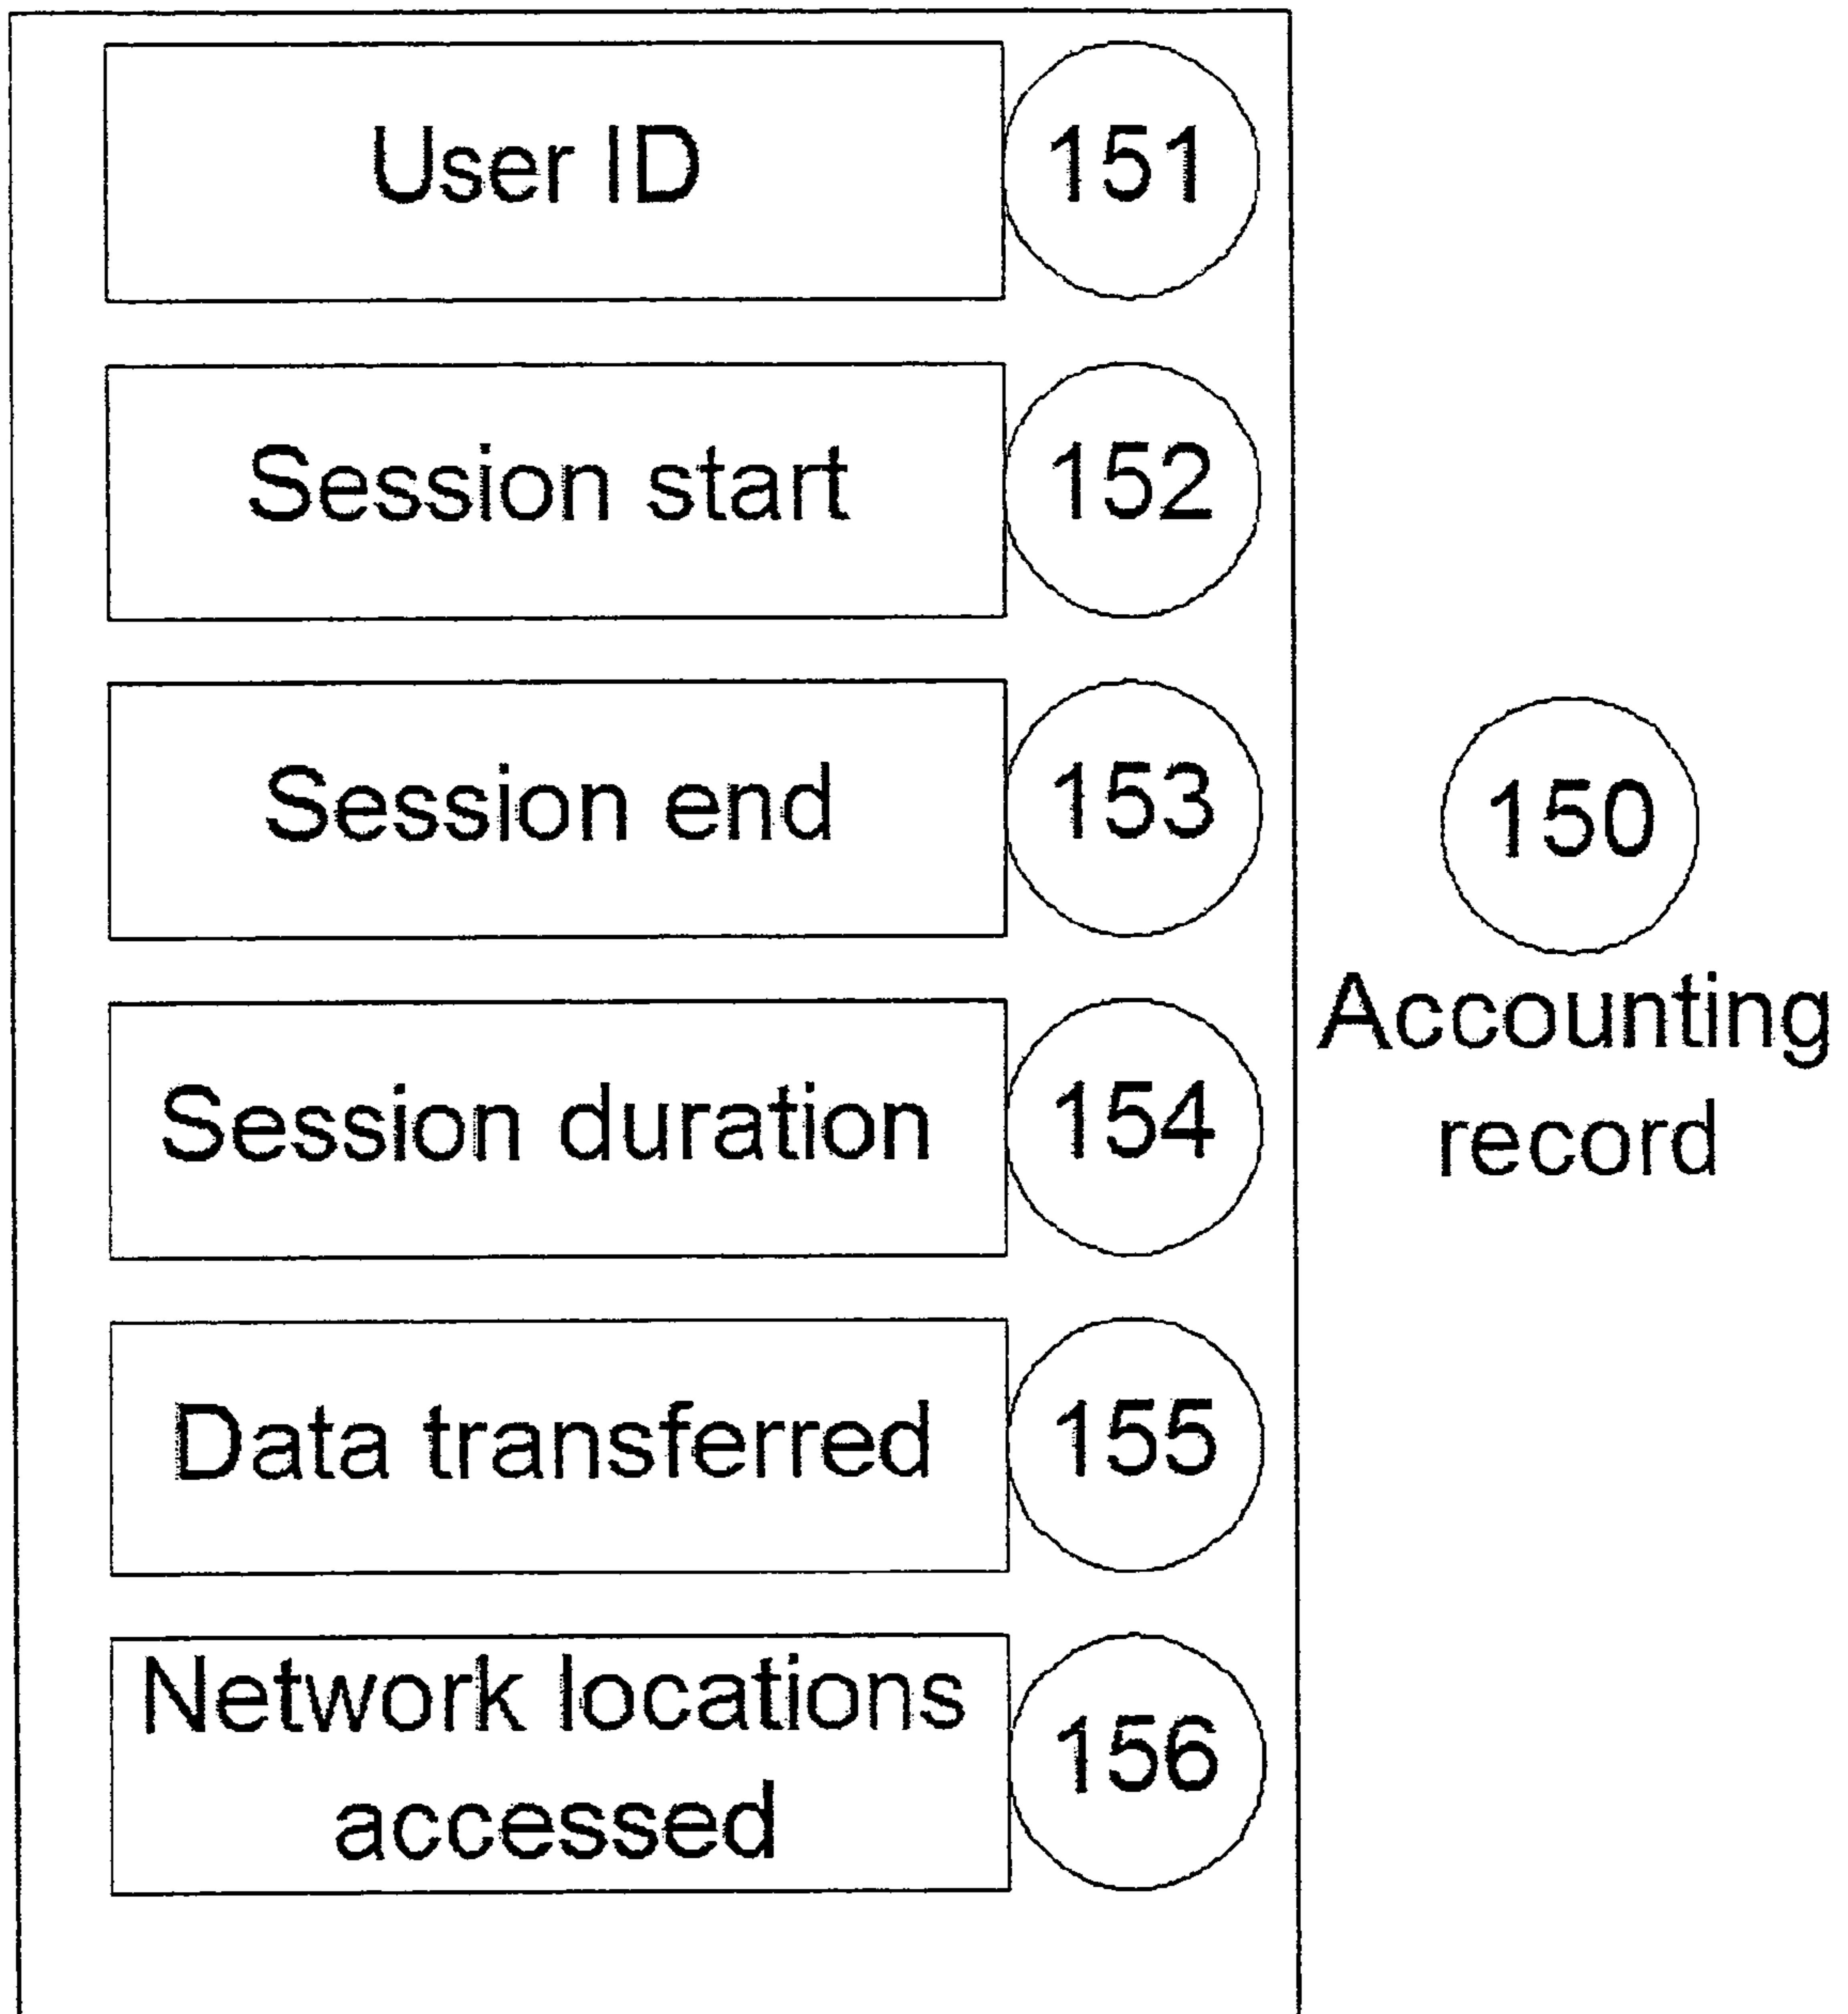 User ID
151
Session start
152
Session end
153
150
Accounting
record
Session duration
154
Data transferred
155
Network locations
accessed
156